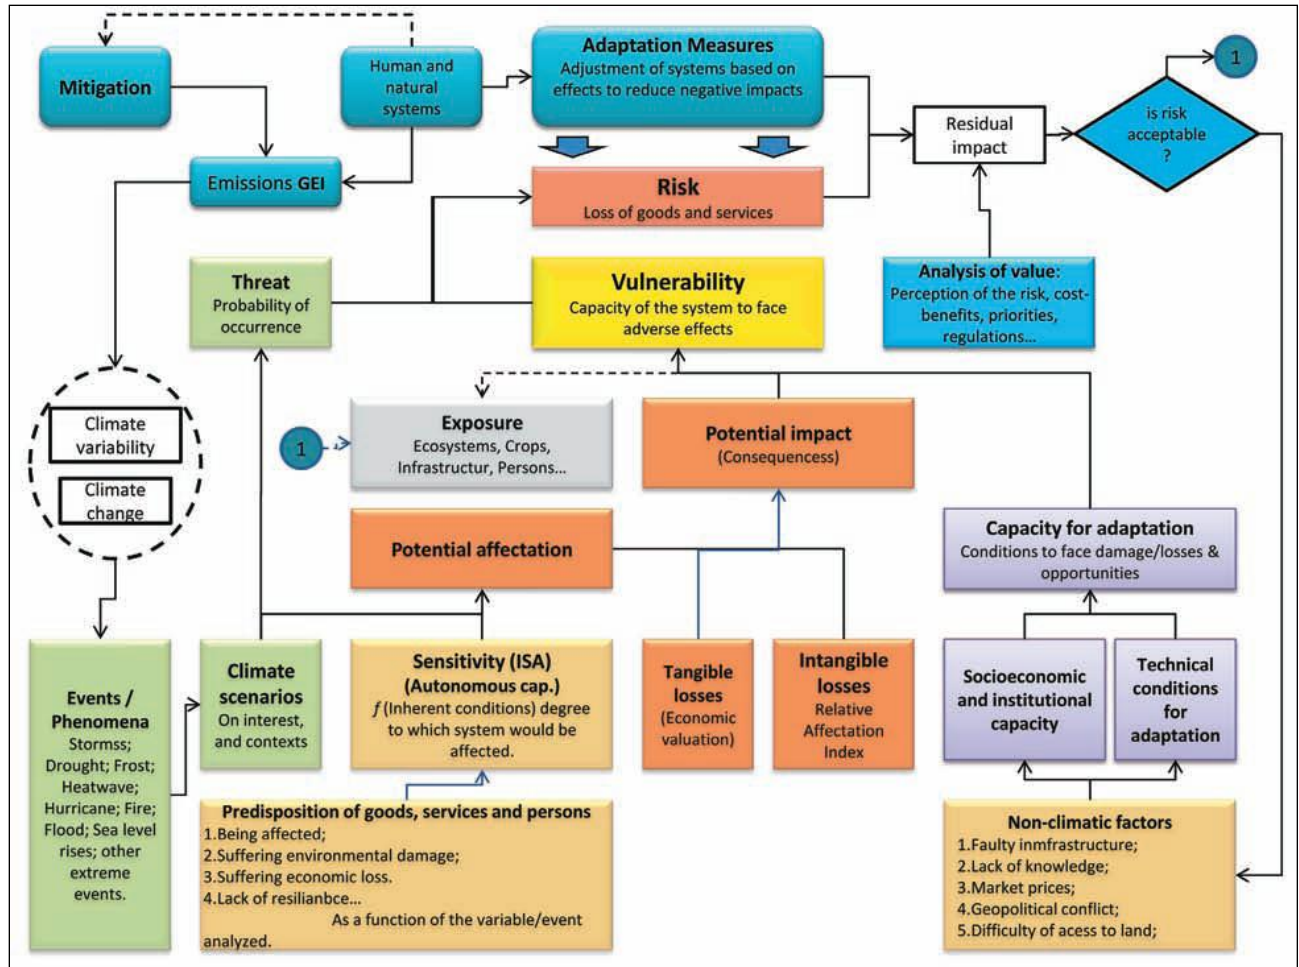 Mitigation
Human and
natural
systems
Adaptation Measures
Adjustment of systems based on
effects to reduce negative impacts
1
Residual
impact
is risk
acceptable
?
Emissions GEI
Risk
Loss of goods and services
Threat
Probability of
occurrence
Vulnerability
Capacity of the system to face
adverse effects
Analysis of value:
Perception of the risk, cost-
benefits, priorities,
regulations...
Climate
variability
Climate
change
1
Exposure
Ecosystems, Crops,
Infrastructur, Persons...
Potential impact
(Consequencess)
Potential affectation
Capacity for adaptation
Conditions to face damage/losses &
opportunities
Events /
Phenomena
Stormss;
Drought; Frost;
Heatwave;
Hurricane; Fire;
Flood; Sea level
rises; other
extreme
events.
Climate
scenarios
On interest,
and contexts
Sensitivity (ISA)
(Autonomous cap.)
f (Inherent conditions) degree
to which system would be
affected.
Tangible
losses
(Economic
valuation)
Intangible
losses
Relative
Affectation
Index
Socioeconomic
and institutional
capacity
Technical
conditions
for
adaptation
Predisposition of goods, services and persons
1.Being affected;
2.Suffering environmental damage;
3.Suffering economic loss.
4.Lack of resilianbce...
As a function of the variable/event
analyzed.
Non-climatic factors
1.Faulty inmfrastructure;
2.Lack of knowledge;
3.Market prices;
4.Geopolitical conflict;
5.Difficulty of acess to land;